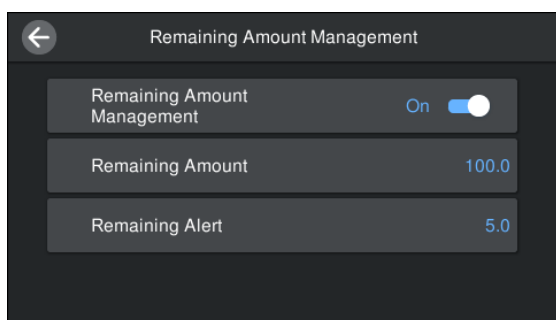 Remaining Amount Management
Remaining Amount
Management
On
Remaining Amount
100.0
Remaining Alert
5.0